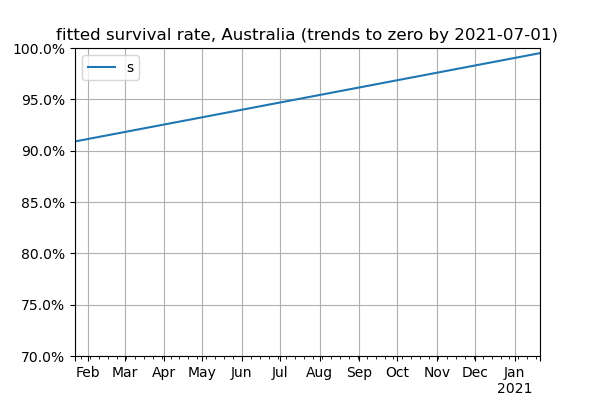 fitted survival rate, Australia (trends to zero by 2021-07-01)
100.0%
s
95.0%
90.0%
85.0%
80.0%
75.0%
70.0%
Feb Mar Apr May Jun Jul Aug Sep Oct Nov Dec Jan
2021